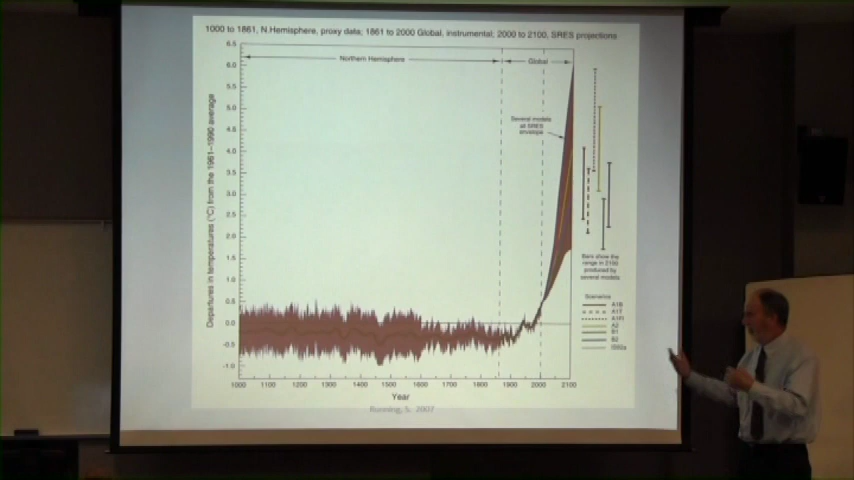 1000 to 1861, N.Hemisphere, proxy data; 1861 to 2000 Global, instrumental; 2000 to 2100, SRES projections
6.5
6.0
5.5
5.0
4.5
4.0
3.5
3.0
2.5
2.0
1.5
1.0
0.5
0.0
-0.5
-1.0
Departures in temperatures (°C) from the 1961–1990 average
Northern Hemisphere
Global
Several models
all SRES
envelope
Bars show the
range in 2100
produced by
several models
Scenarios
A1B
A1T
A1FI
A2
B1
B2
IS92a
1000
1100
1200
1300
1400
1500
1600
1700
1800
1900
2000
2100
Year
Running, S. 2007